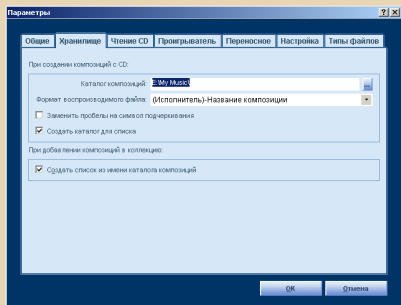 Параметры
Общие Хранилище Чтение CD Проигрыватель Переносное Настройка Типы файлов
При создании композиций с CD:
Каталог композиций: E:\My Music\ ...
Формат воспроизводимого файла: (Исполнитель)-Название композиции
Заменить пробелы на символ подчеркивания
Создать каталог для списка
При добавлении композиций в коллекцию:
Создать список из имени каталога композиций
OK Отмена